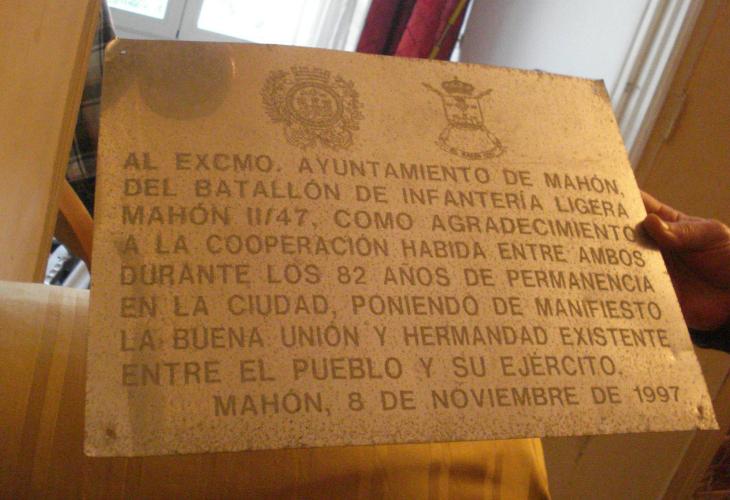 AL EXCMO. AYUNTAMIENTO DE MAHÓN,
DEL BATALLÓN DE INFANTERÍA LIGERA
MAHÓN II/47, COMO AGRADECIMIENTO
A LA COOPERACIÓN HABIDA ENTRE AMBOS
DURANTE LOS 82 AÑOS DE PERMANENCIA
EN LA CIUDAD, PONIENDO DE MANIFIESTO
LA BUENA UNIÓN Y HERMANDAD EXISTENTE
ENTRE EL PUEBLO Y SU EJÉRCITO.
MAHÓN, 8 DE NOVIEMBRE DE 1997